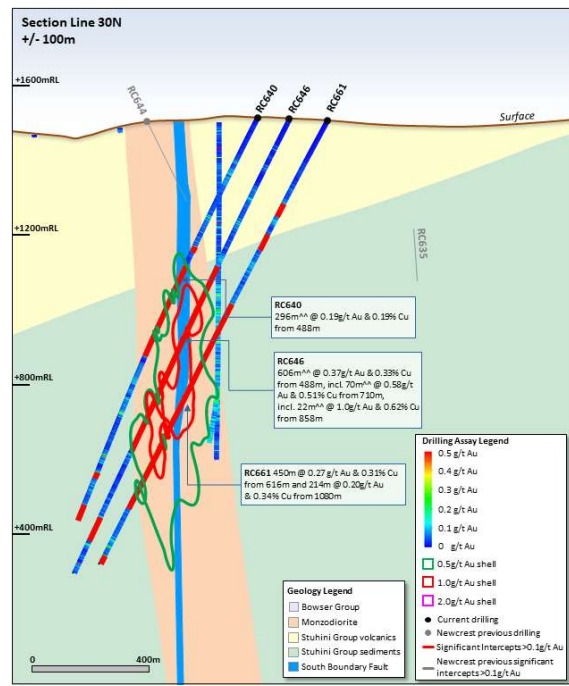 Section Line 30N
+/- 100m
+1600mRL
RC644
RC640
RC646
RC661
Surface
+1200mRL
RC635
RC640
296m^^ @ 0.19g/t Au & 0.19% Cu
from 488m
RC646
606m^^ @ 0.37g/t Au & 0.33% Cu
from 488m, incl. 70m^^ @ 0.58g/t
Au & 0.51% Cu from 710m,
incl. 22m^^ @ 1.0g/t Au & 0.62% Cu
from 858m
+800mRL
RC661 450m @ 0.27 g/t Au & 0.31% Cu
from 616m and 214m @ 0.20g/t Au
& 0.34% Cu from 1080m
+400mRL
Drilling Assay Legend
0.5 g/t Au
0.4 g/t Au
0.3 g/t Au
0.2 g/t Au
0.1 g/t Au
0 g/t Au
0.5g/t Au shell
1.0g/t Au shell
2.0g/t Au shell
Current drilling
Newcrest previous drilling
Significant Intercepts >0.1g/t Au
Newcrest previous significant
intercepts >0.1g/t Au
Geology Legend
Bowser Group
Monzodiorite
Stuhini Group volcanics
Stuhini Group sediments
South Boundary Fault
0
400m